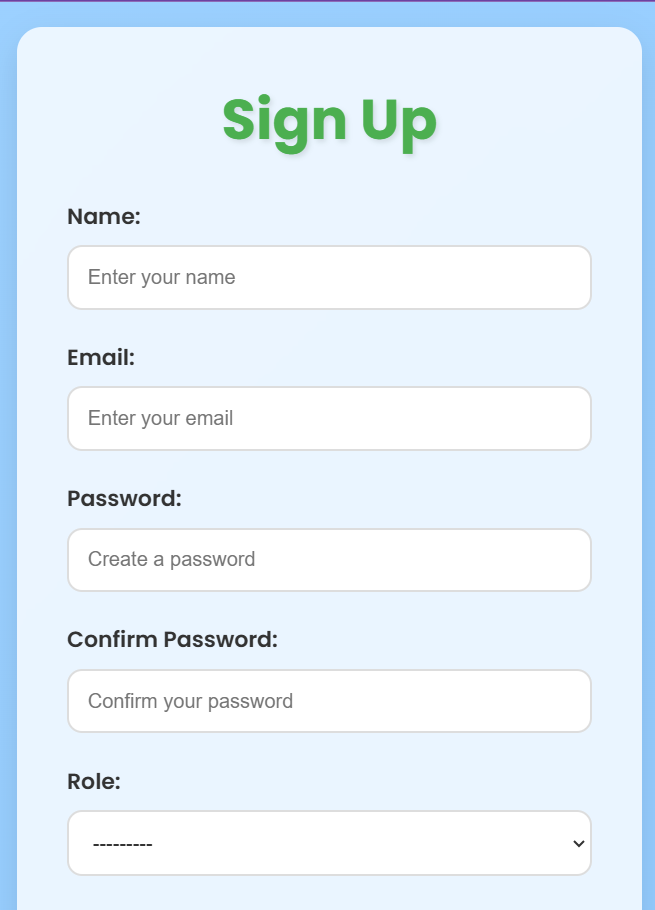 Sign Up
Name:
Enter your name
Email:
Enter your email
Password:
Create a password
Confirm Password:
Confirm your password
Role:
---------